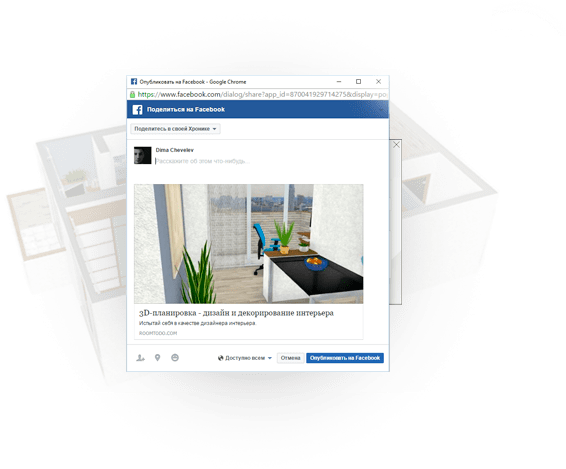 Опубликовать на Facebook - Google Chrome
https://www.facebook.com/dialog/share?app_id=870041929714275&display=po
Поделиться на Facebook
Поделитесь в своей Хронике
Dima Chevelev
Расскажите об этом что-нибудь...
3D-планировка - дизайн и декорирование интерьера
Испытай себя в качестве дизайнера интерьера
ROOMTODO.COM
Доступно всем
Отмена
Опубликовать на Facebook